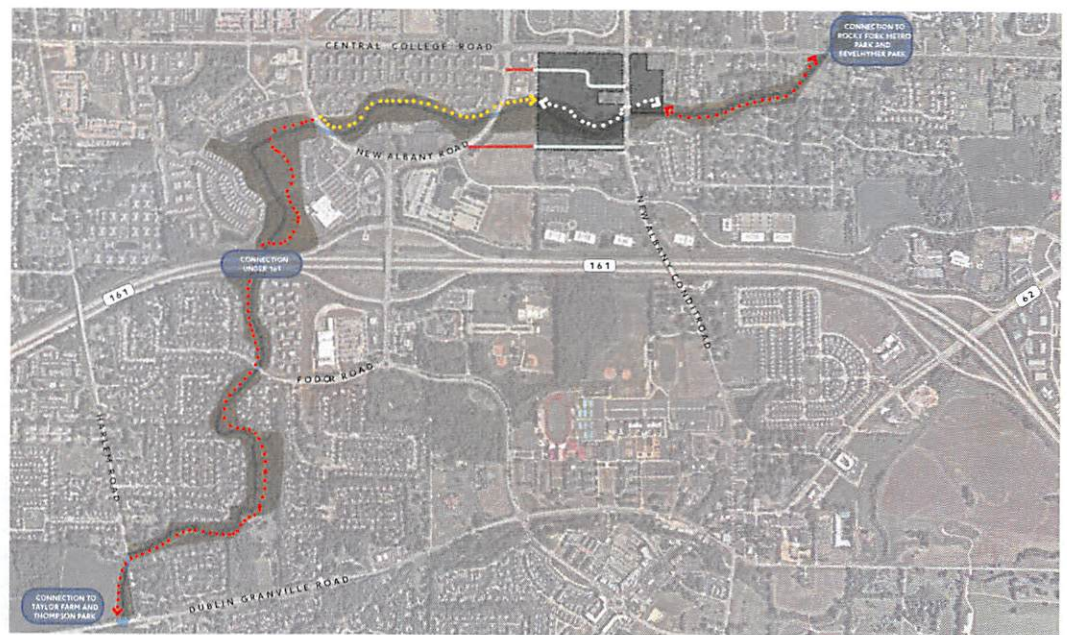 CONNECTION TO
ROCKY FORK METRO
PARK AND
BEVELHYMER PARK
CENTRAL COLLEGE ROAD
NEW ALBANY ROAD
NEW ALBANY CONDIT ROAD
CONNECTION
UNDER 161
161
161
62
FODOR ROAD
HARLEM ROAD
DUBLIN GRANVILLE ROAD
CONNECTION TO
TAYLOR FARM AND
THOMPSON PARK